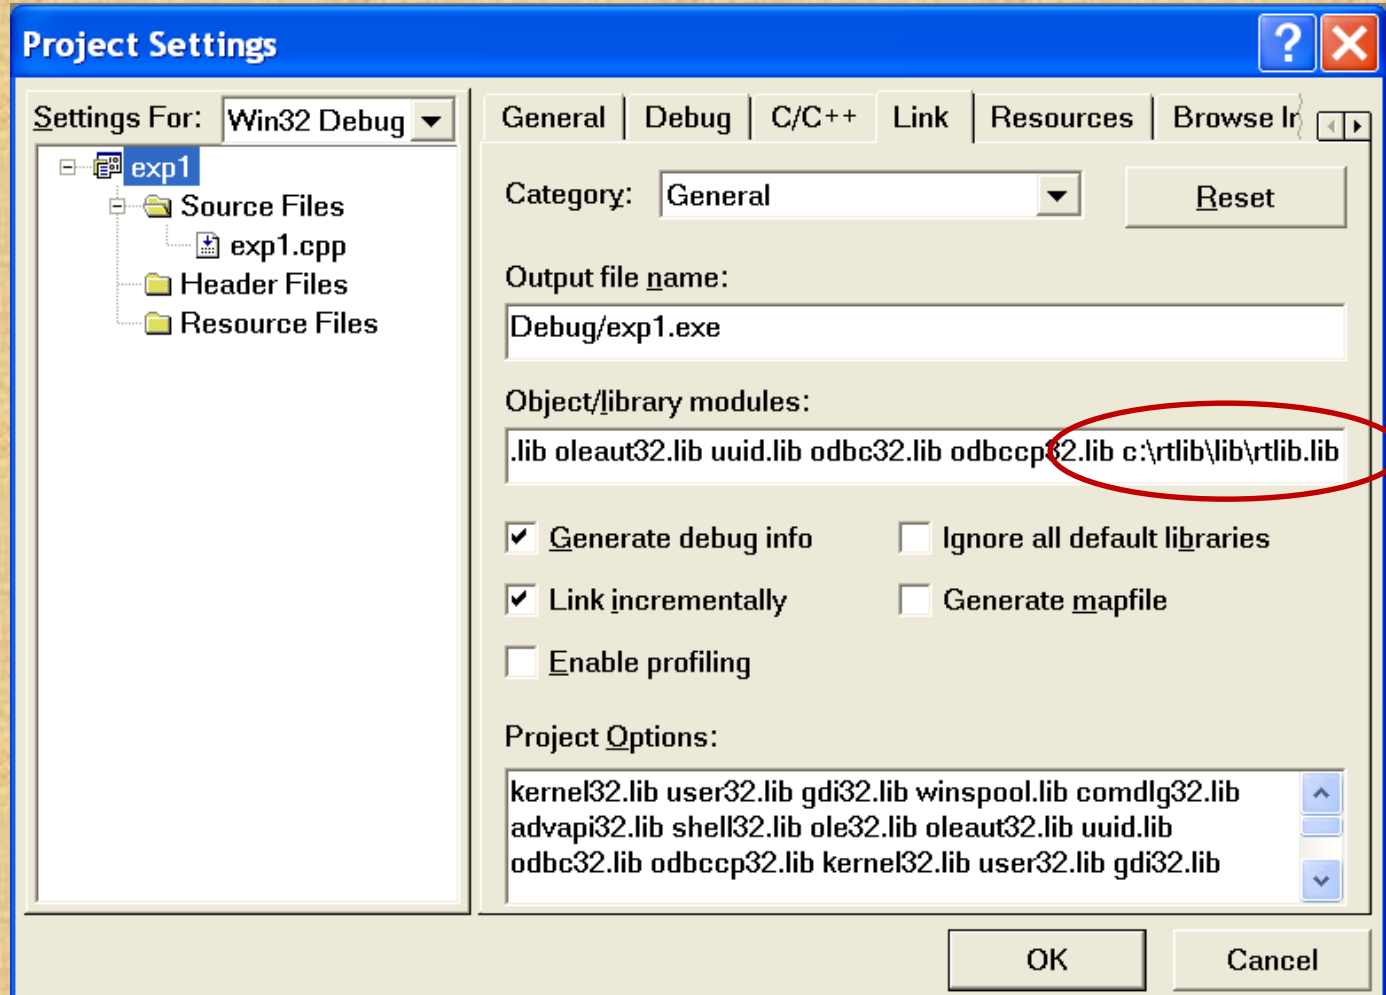 Project Settings
Settings For: Win32 Debug
exp1
Source Files
exp1.cpp
Header Files
Resource Files
General Debug C/C++ Link Resources Browse
Category: General Reset
Output file name:
Debug/exp1.exe
Object/library modules:
.lib oleaut32.lib uuid.lib odbc32.lib odbccp32.lib c:\rtlib\lib\rtlib.lib
Generate debug info Ignore all default libraries
Link incrementally Generate mapfile
Enable profiling
Project Options:
kernel32.lib user32.lib gdi32.lib winspool.lib comdlg32.lib
advapi32.lib shell32.lib ole32.lib oleaut32.lib uuid.lib
odbc32.lib odbccp32.lib kernel32.lib user32.lib gdi32.lib
OK Cancel